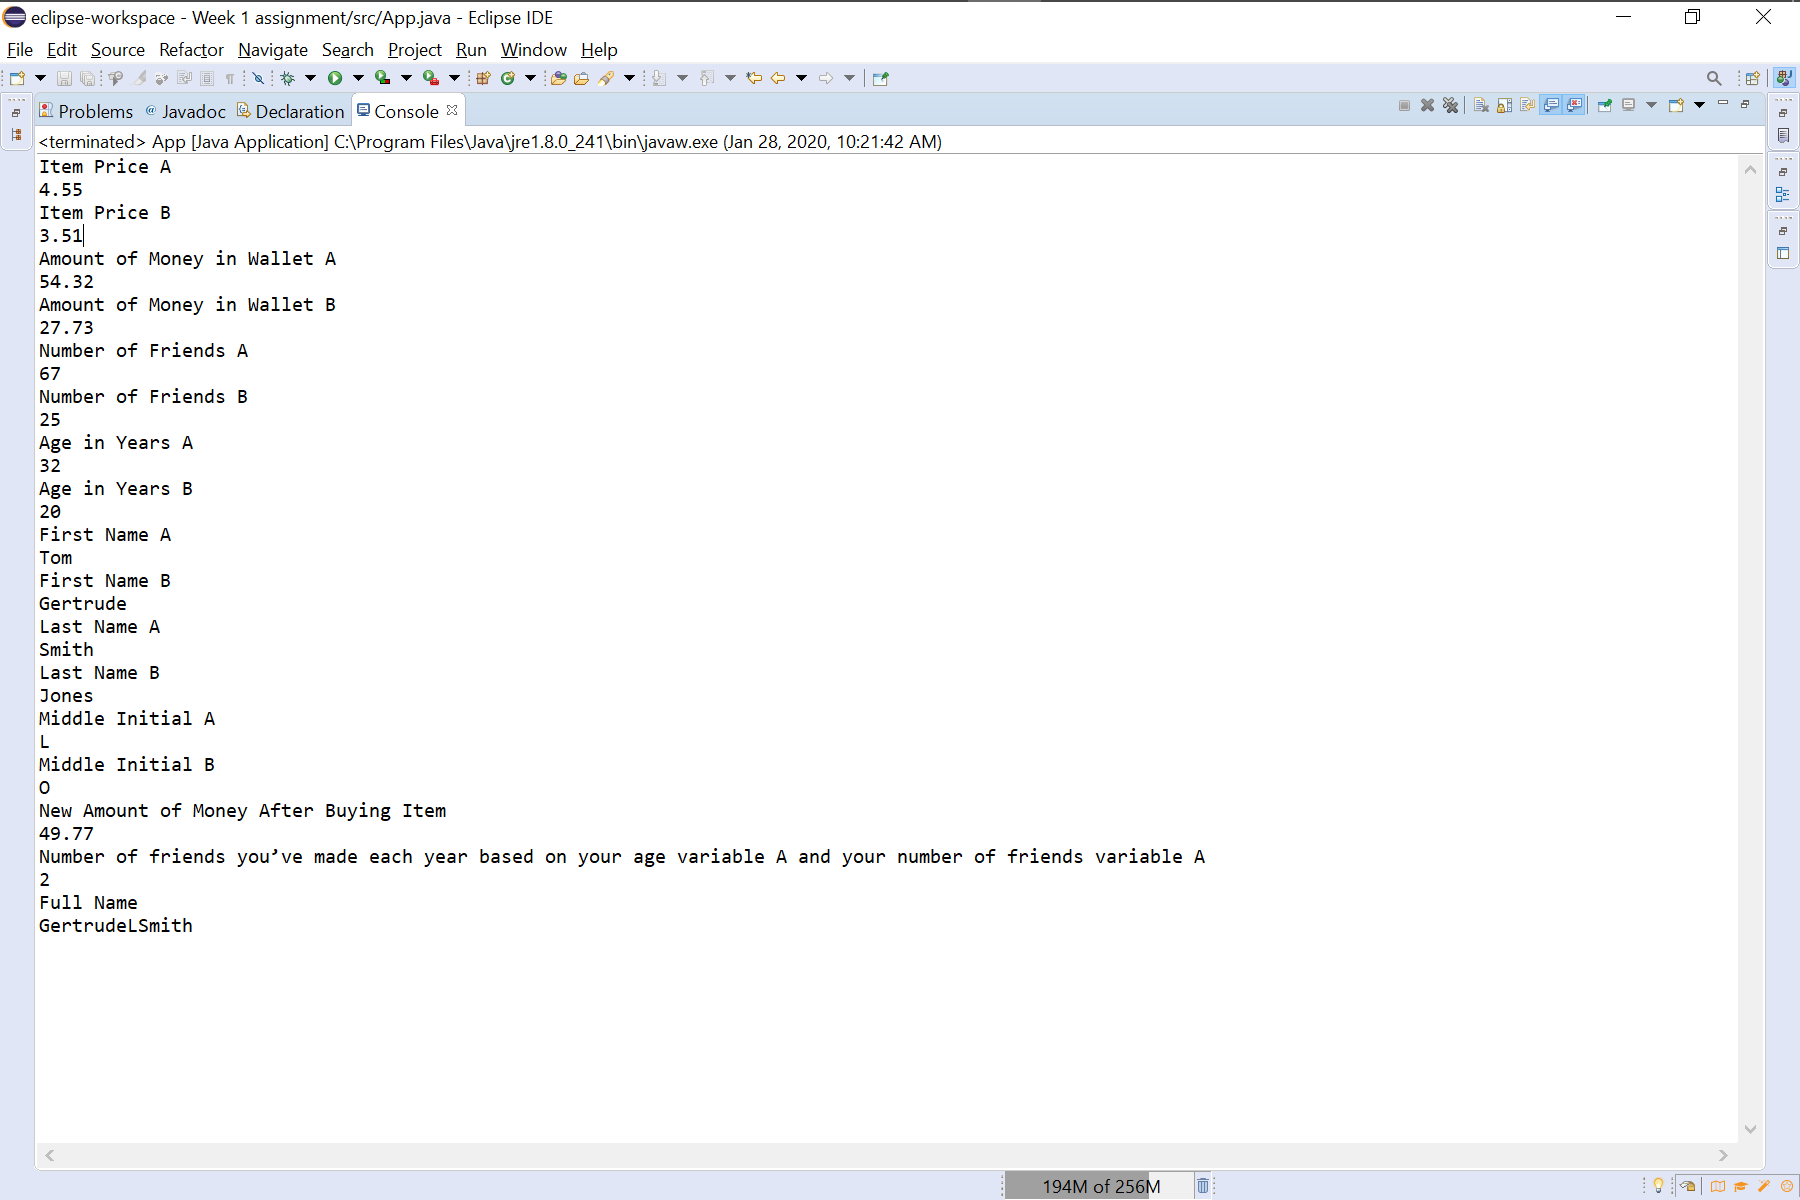 eclipse-workspace - Week 1 assignment/src/App.java - Eclipse IDE
File Edit Source Refactor Navigate Search Project Run Window Help
Problems @ Javadoc Declaration Console
<terminated> App [Java Application] C:\Program Files\Java\jre1.8.0_241\bin\javaw.exe (Jan 28, 2020, 10:21:42 AM)
Item Price A
4.55
Item Price B
3.51
Amount of Money in Wallet A
54.32
Amount of Money in Wallet B
27.73
Number of Friends A
67
Number of Friends B
25
Age in Years A
32
Age in Years B
20
First Name A
Tom
First Name B
Gertrude
Last Name A
Smith
Last Name B
Jones
Middle Initial A
L
Middle Initial B
O
New Amount of Money After Buying Item
49.77
Number of friends you’ve made each year based on your age variable A and your number of friends variable A
2
Full Name
GertrudeLSmith
194M of 256M